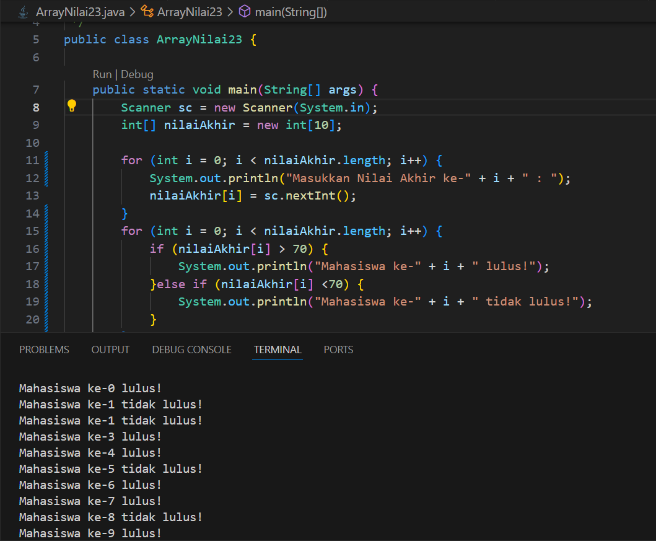 ArrayNilai23.java > ArrayNilai23 > main(String[])
4 */
5 public class ArrayNilai23 {
6
Run | Debug
7 public static void main(String[] args) {
8 Scanner sc = new Scanner(System.in);
9 int[] nilaiAkhir = new int[10];
10
11 for (int i = 0; i < nilaiAkhir.length; i++) {
12 System.out.println("Masukkan Nilai Akhir ke-" + i + " : ");
13 nilaiAkhir[i] = sc.nextInt();
14 }
15 for (int i = 0; i < nilaiAkhir.length; i++) {
16 if (nilaiAkhir[i] > 70) {
17 System.out.println("Mahasiswa ke-" + i + " lulus!");
18 }else if (nilaiAkhir[i] <70) {
19 System.out.println("Mahasiswa ke-" + i + " tidak lulus!");
20 }
PROBLEMS OUTPUT DEBUG CONSOLE TERMINAL PORTS
Mahasiswa ke-0 lulus!
Mahasiswa ke-1 tidak lulus!
Mahasiswa ke-1 tidak lulus!
Mahasiswa ke-3 lulus!
Mahasiswa ke-4 lulus!
Mahasiswa ke-5 tidak lulus!
Mahasiswa ke-6 lulus!
Mahasiswa ke-7 lulus!
Mahasiswa ke-8 tidak lulus!
Mahasiswa ke-9 lulus!